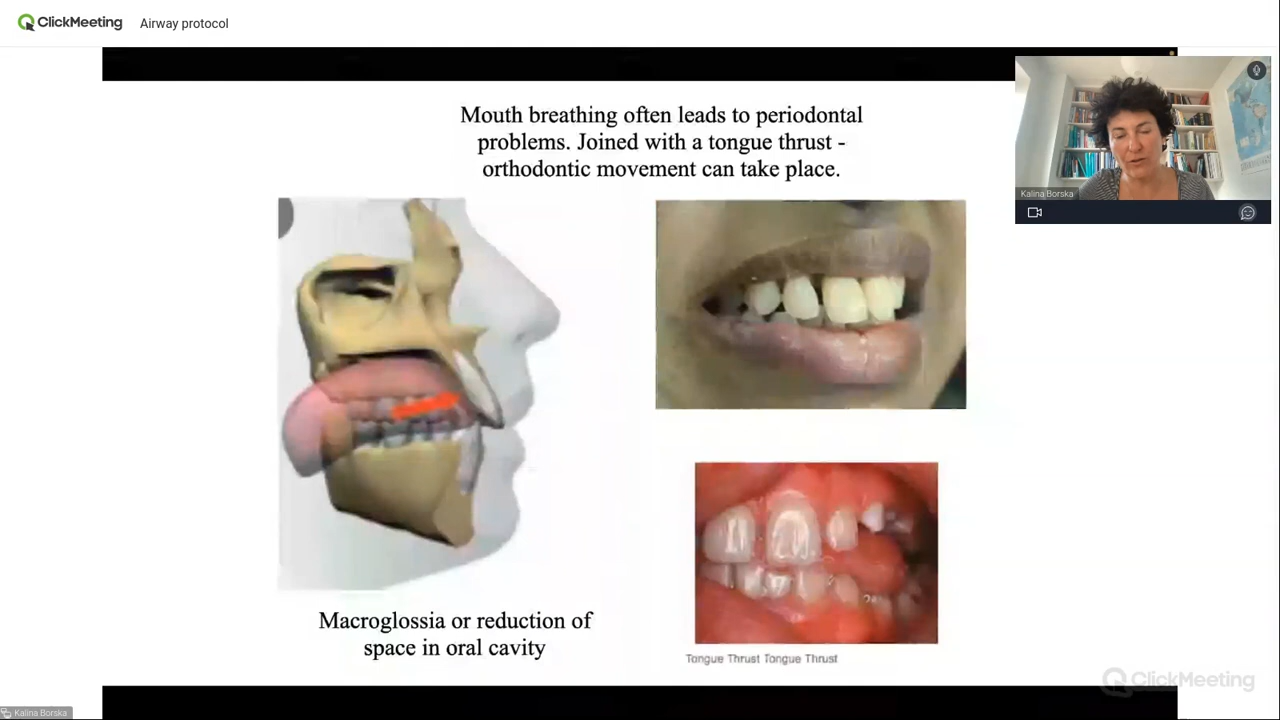 ClickMeeting
Airway protocol
Mouth breathing often leads to periodontal
problems. Joined with a tongue thrust -
orthodontic movement can take place.
Kalina Borska
Macroglossia or reduction of
space in oral cavity
Tongue Thrust Tongue Thrust
ClickMeeting
Kalina Borska